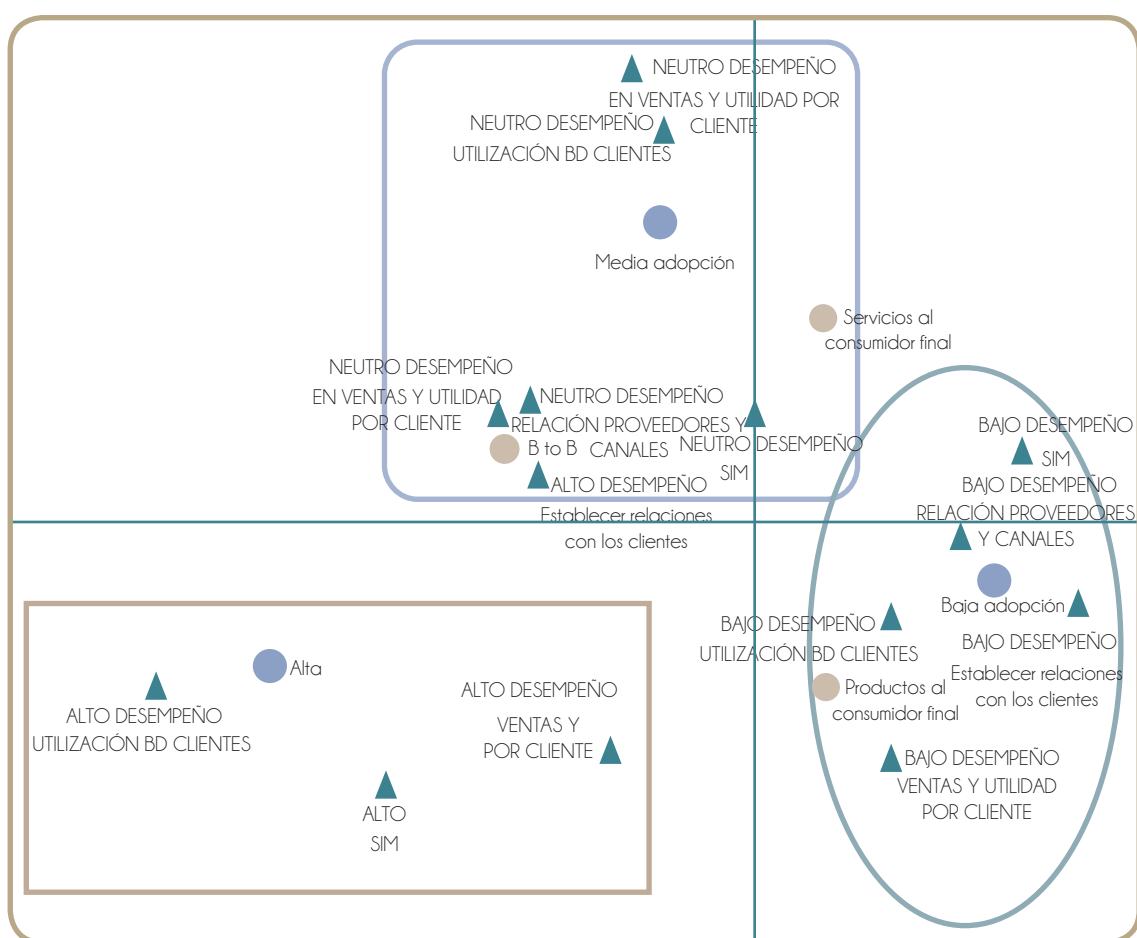 NEUTRO DESEMPEÑO
EN VENTAS Y UTILIDAD POR
CLIENTE
NEUTRO DESEMPEÑO
UTILIZACIÓN BD CLIENTES
Media adopción
Servicios al
consumidor final
NEUTRO DESEMPEÑO
EN VENTAS Y UTILIDAD
POR CLIENTE
NEUTRO DESEMPEÑO
RELACIÓN PROVEEDORES Y
CANALES
B to B
NEUTRO DESEMPEÑO
SIM
ALTO DESEMPEÑO
Establecer relaciones
con los clientes
BAJO DESEMPEÑO
SIM
BAJO DESEMPEÑO
RELACIÓN PROVEEDORES
Y CANALES
Baja adopción
BAJO DESEMPEÑO
Establecer relaciones
con los clientes
BAJO DESEMPEÑO
UTILIZACIÓN BD CLIENTES
Productos al
consumidor final
BAJO DESEMPEÑO
VENTAS Y UTILIDAD
POR CLIENTE
Alta
ALTO DESEMPEÑO
UTILIZACIÓN BD CLIENTES
ALTO DESEMPEÑO
VENTAS Y
POR CLIENTE
ALTO
SIM